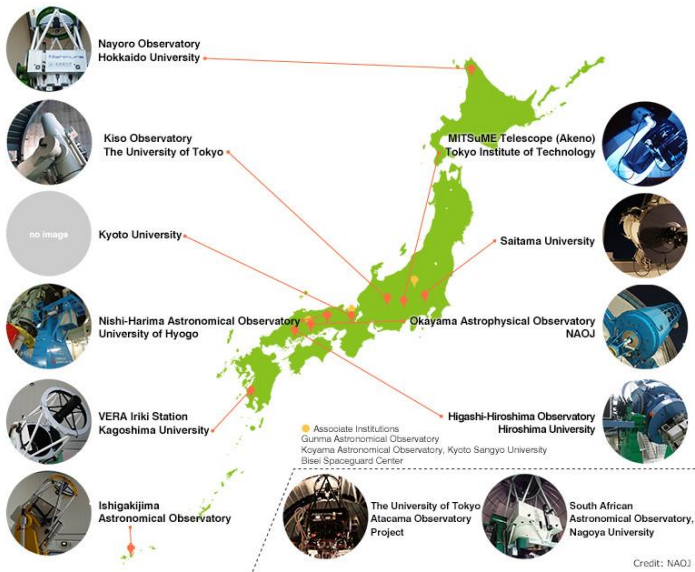 Nayoro Observatory
Hokkaido University
Kiso Observatory
The University of Tokyo
MITSuME Telescope (Akeno)
Tokyo Institute of Technology
no image
Kyoto University
Saitama University
Nishi-Harima Astronomical Observatory
University of Hyogo
Okayama Astrophysical Observatory
NAOJ
VERA Iriki Station
Kagoshima University
Higashi-Hiroshima Observatory
Hiroshima University
Associate Institutions
Gunma Astronomical Observatory
Koyama Astronomical Observatory, Kyoto Sangyo University
Bisei Spaceguard Center
Ishigakijima
Astronomical Observatory
The University of Tokyo
Atacama Observatory
Project
South African
Astronomical Observatory,
Nagoya University
Credit: NAOJ